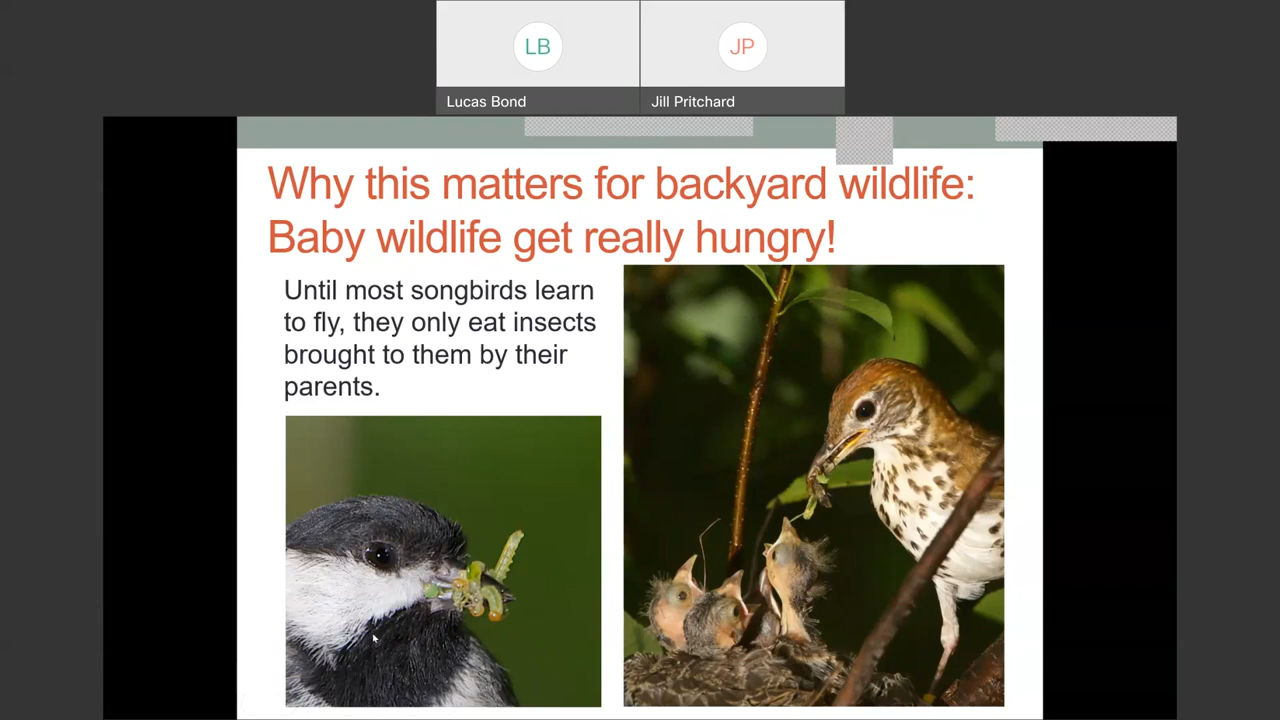 LB
JP
Lucas Bond
Jill Pritchard
Why this matters for backyard wildlife:
Baby wildlife get really hungry!
Until most songbirds learn
to fly, they only eat insects
brought to them by their
parents.